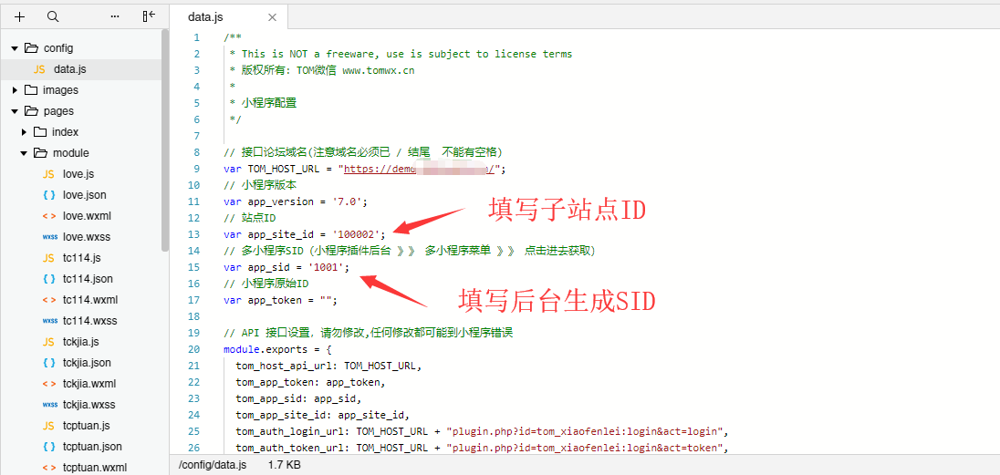 data.js
config
data.js
images
pages
index
module
JS love.js
{ } love.json
< > love.wxml
wxss love.wxss
JS tc114.js
{ } tc114.json
< > tc114.wxml
wxss tc114.wxss
JS tckjia.js
{ } tckjia.json
< > tckjia.wxml
wxss tckjia.wxss
JS tcptuan.js
{ } tcptuan.json
< > tcptuan.wxml
1 /**
2 * This is NOT a freeware, use is subject to license terms
3 * 版权所有: TOM微信 www.tomwx.cn
4 *
5 * 小程序配置
6 */
7
8 // 接口论坛域名(注意域名必须已 / 结尾 不能有空格)
9 var TOM_HOST_URL = "https://demo /";
10 // 小程序版本
11 var app_version = '7.0';
12 // 站点ID
13 var app_site_id = '100002';
14 // 多小程序SID（小程序插件后台 》》 多小程序菜单 》》 点击进去获取）
15 var app_sid = '1001';
16 // 小程序原始ID
17 var app_token = "";
18
19 // API 接口设置，请勿修改,任何修改都可能到小程序错误
20 module.exports = {
21 tom_host_api_url: TOM_HOST_URL,
22 tom_app_token: app_token,
23 tom_app_sid: app_sid,
24 tom_app_site_id: app_site_id,
25 tom_auth_login_url: TOM_HOST_URL + "plugin.php?id=tom_xiaofenlei:login&act=login",
26 tom_auth_token_url: TOM_HOST_URL + "plugin.php?id=tom_xiaofenlei:login&act=token",
填写子站点ID
填写后台生成SID
/config/data.js 1.7 KB